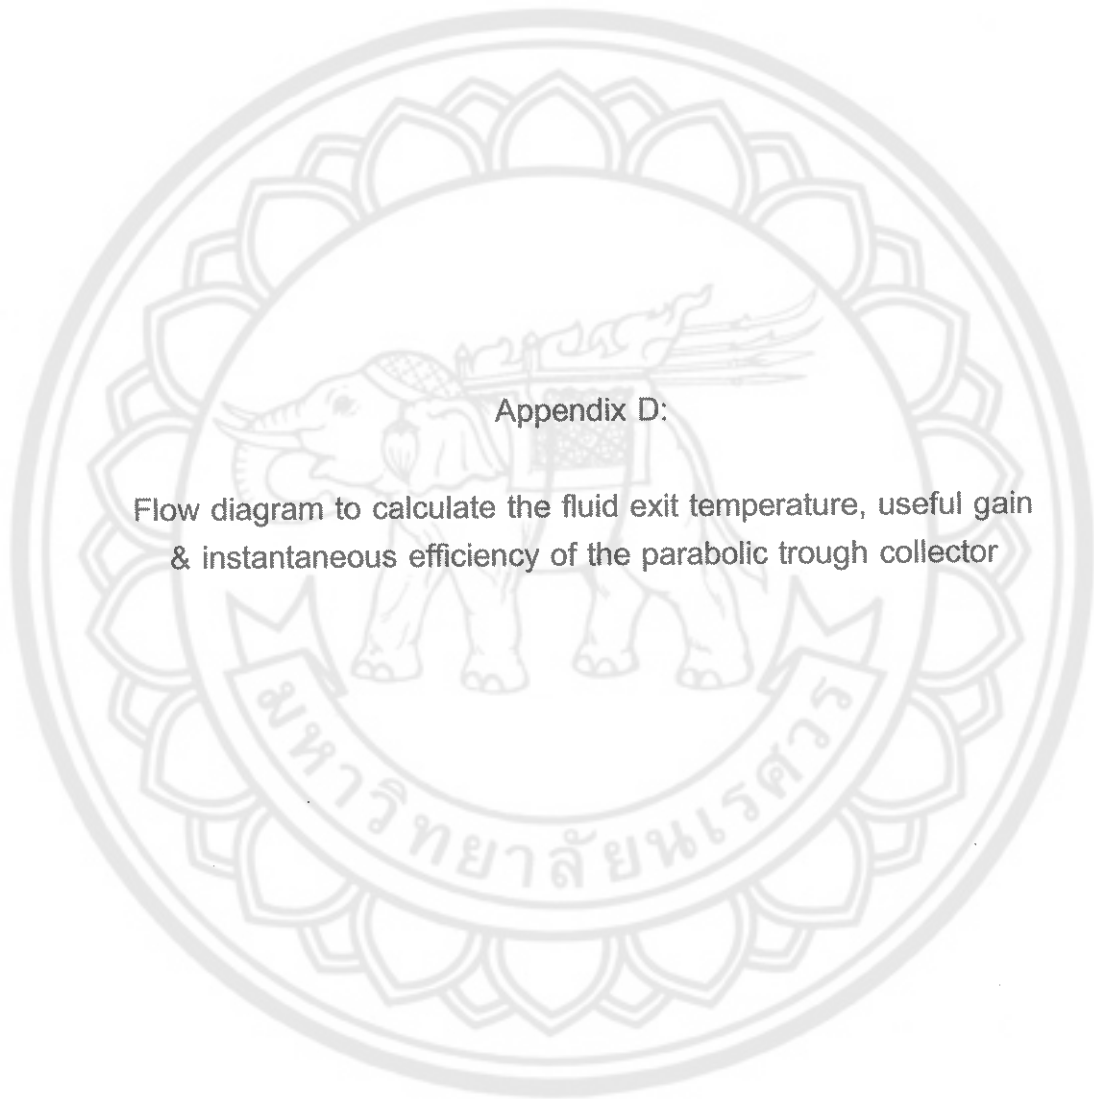 Appendix D:
Flow diagram to calculate the fluid exit temperature, useful gain
& instantaneous efficiency of the parabolic trough collector
มหาวิทยาลัยนเรศวร